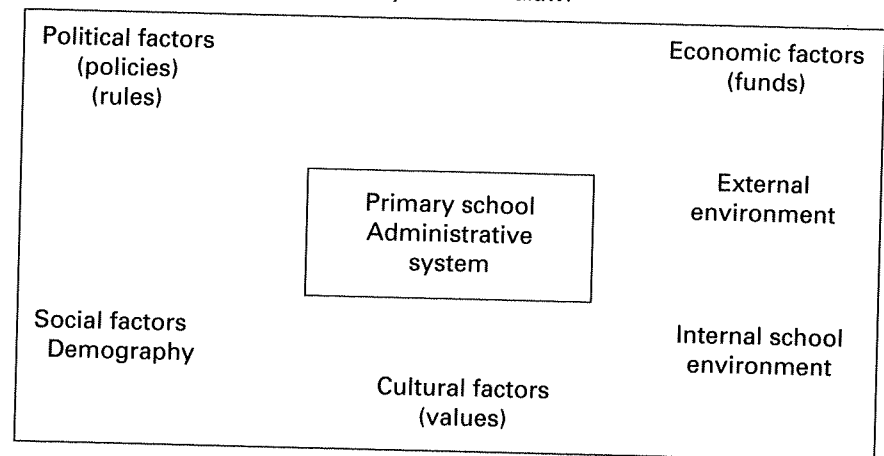 Political factors
(policies)
(rules)
Economic factors
(funds)
External
environment
Primary school
Administrative
system
Social factors
Demography
Internal school
environment
Cultural factors
(values)